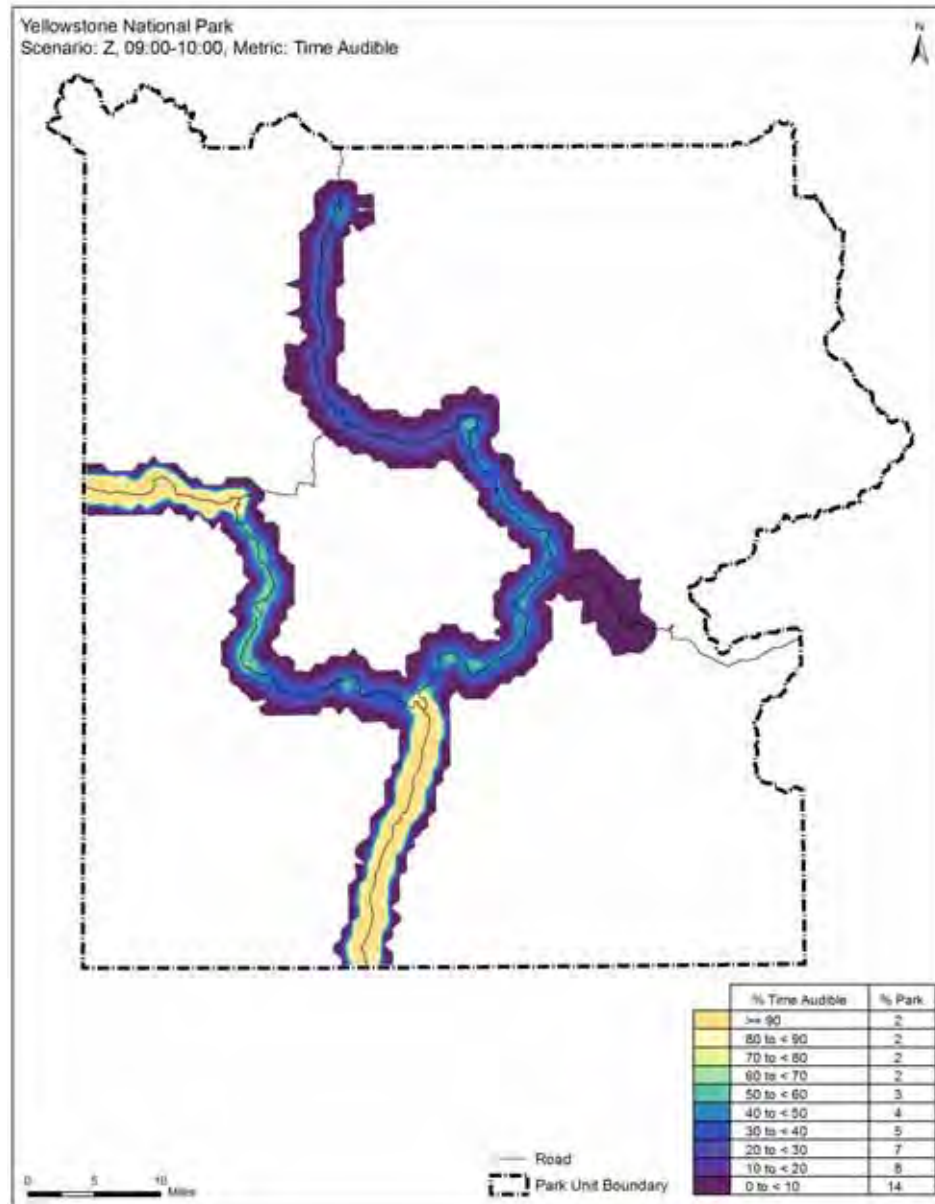 Yellowstone National Park
Scenario: Z, 09:00-10:00, Metric: Time Audible
N
% Time Audible % Park
>= 90 2
80 to < 90 2
70 to < 80 2
60 to < 70 2
50 to < 60 3
40 to < 50 4
30 to < 40 5
20 to < 30 7
10 to < 20 8
0 to < 10 14
Road
Park Unit Boundary
0 5 10
Miles